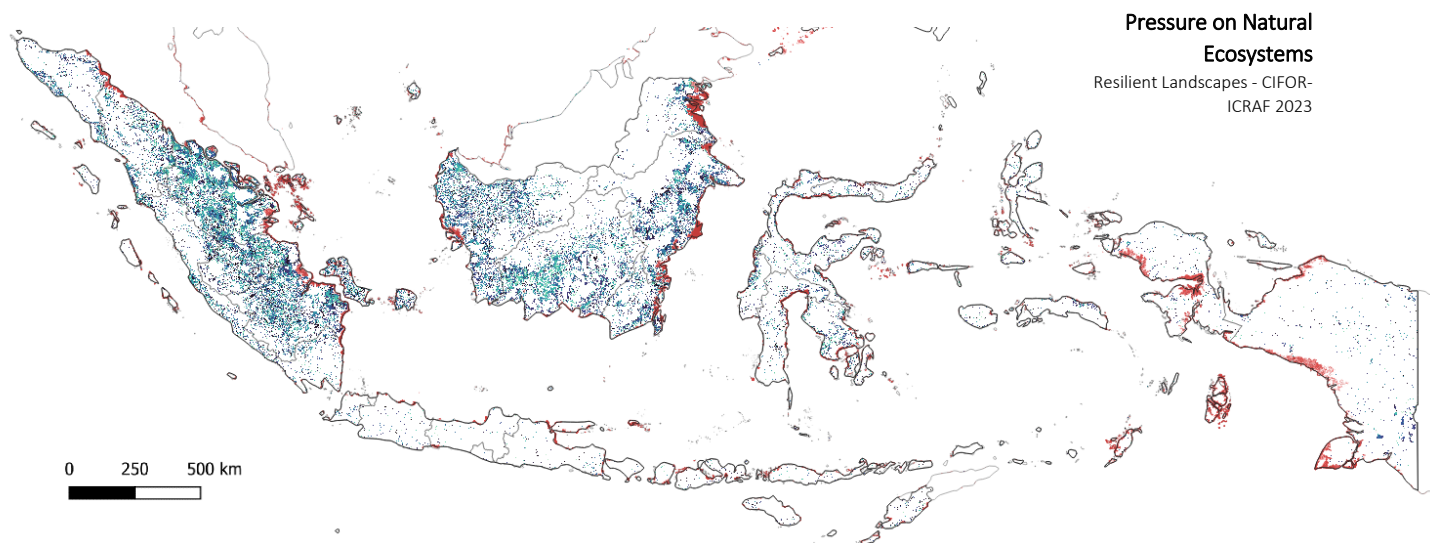 Pressure on Natural
Ecosystems
Resilient Landscapes - CIFOR-
ICRAF 2023
0 250 500 km